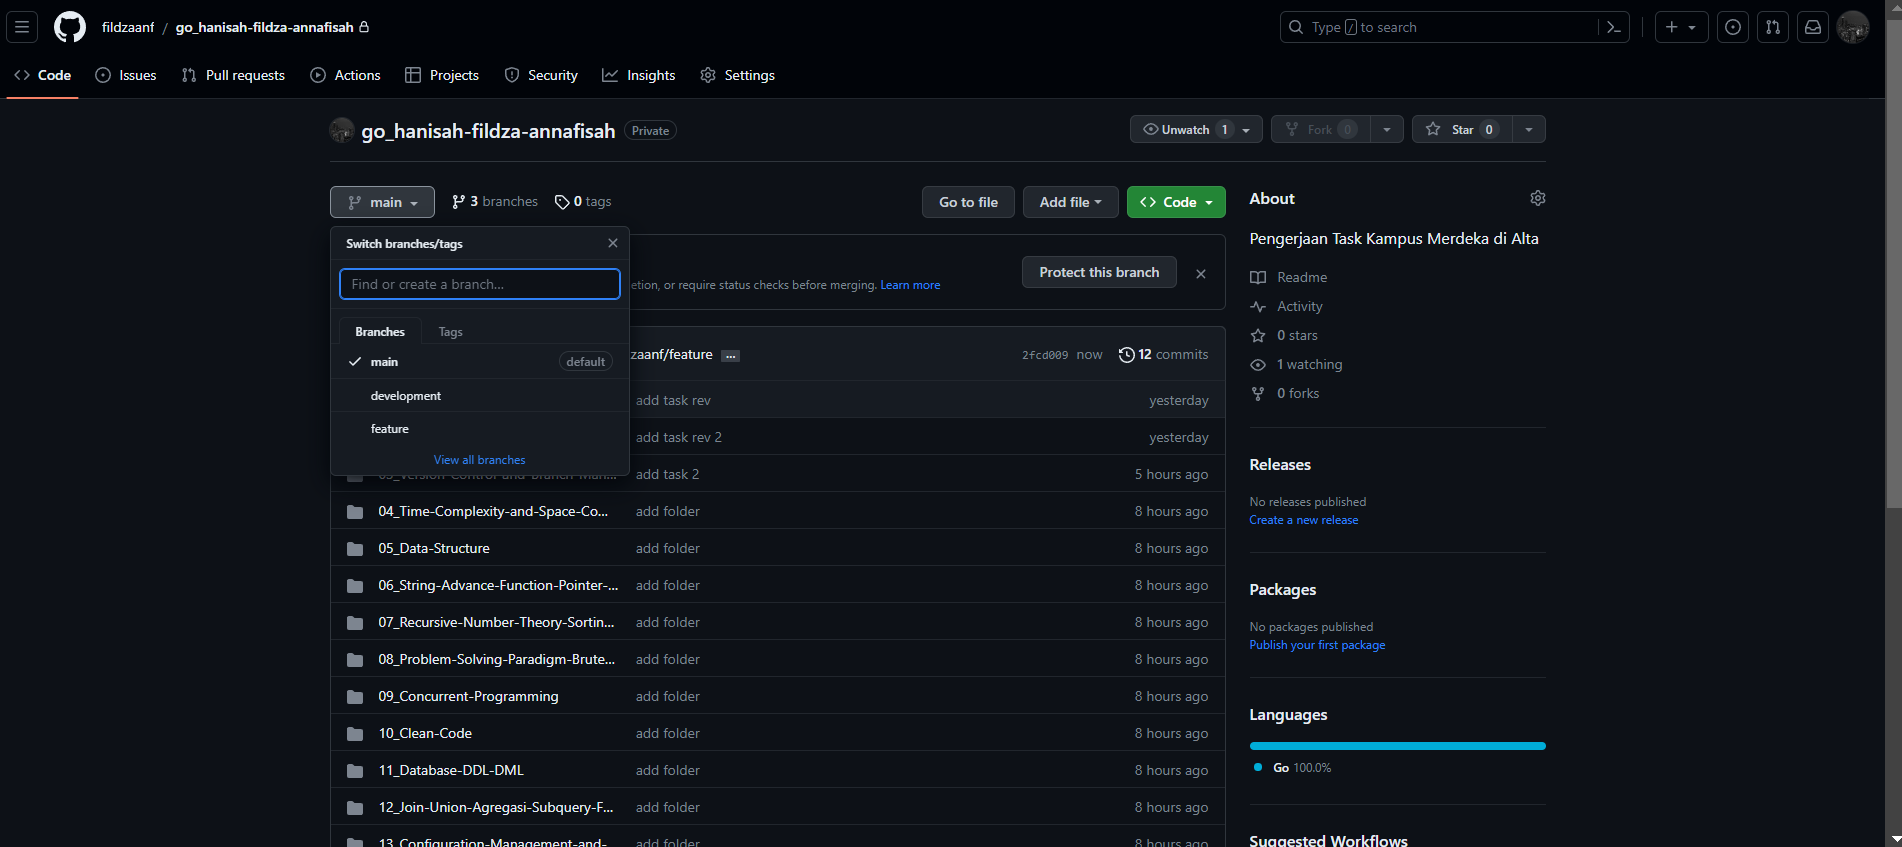 fildzaanf / go_hanisah-fildza-annafisah
Type / to search
Code Issues Pull requests Actions Projects Security Insights Settings
go_hanisah-fildza-annafisah Private
Unwatch 1 Fork 0 Star 0
main 3 branches 0 tags
Go to file Add file Code
Switch branches/tags
Find or create a branch...
Branches Tags
main default
development
feature
View all branches
Protect this branch
etion, or require status checks before merging. Learn more
zaanf/feature ... 2fcd009 now 12 commits
add task rev yesterday
add task rev 2 yesterday
03_Version-Control-and-Branch-Man... add task 2 5 hours ago
04_Time-Complexity-and-Space-Co... add folder 8 hours ago
05_Data-Structure add folder 8 hours ago
06_String-Advance-Function-Pointer-... add folder 8 hours ago
07_Recursive-Number-Theory-Sortin... add folder 8 hours ago
08_Problem-Solving-Paradigm-Brute... add folder 8 hours ago
09_Concurrent-Programming add folder 8 hours ago
10_Clean-Code add folder 8 hours ago
11_Database-DDL-DML add folder 8 hours ago
12_Join-Union-Agregasi-Subquery-F... add folder 8 hours ago
13_Configuration-Management-and- add folder 8 hours ago
About
Pengerjaan Task Kampus Merdeka di Alta
Readme
Activity
0 stars
1 watching
0 forks
Releases
No releases published
Create a new release
Packages
No packages published
Publish your first package
Languages
Go 100.0%
Suggested Workflows